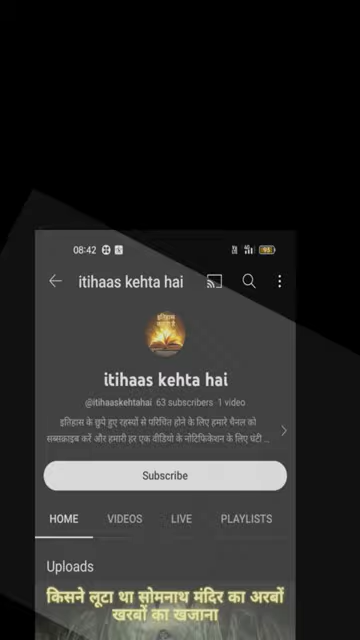 08:42
itihaas kehta hai
इतिहास
itihaas kehta hai
@itihaaskehtahai 63 subscribers 1 video
इतिहास के छुपे हुए रहस्यों से परिचित होने के लिए हमारे चैनल को
सब्सक्राइब करें और हमारी हर एक वीडियो के नोटिफिकेशन के लिए घंटी ...
Subscribe
HOME VIDEOS LIVE PLAYLISTS
Uploads
किसने लूटा था सोमनाथ मंदिर का अरबों
खरबों का खजाना